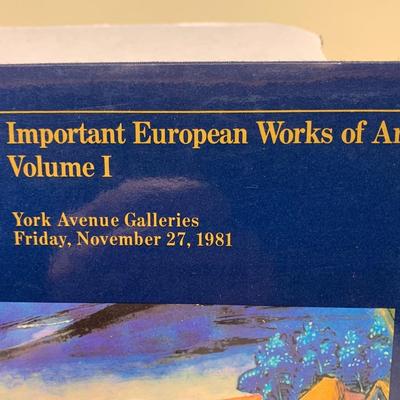 Important European Works of Ar
Volume I
York Avenue Galleries
Friday, November 27, 1981